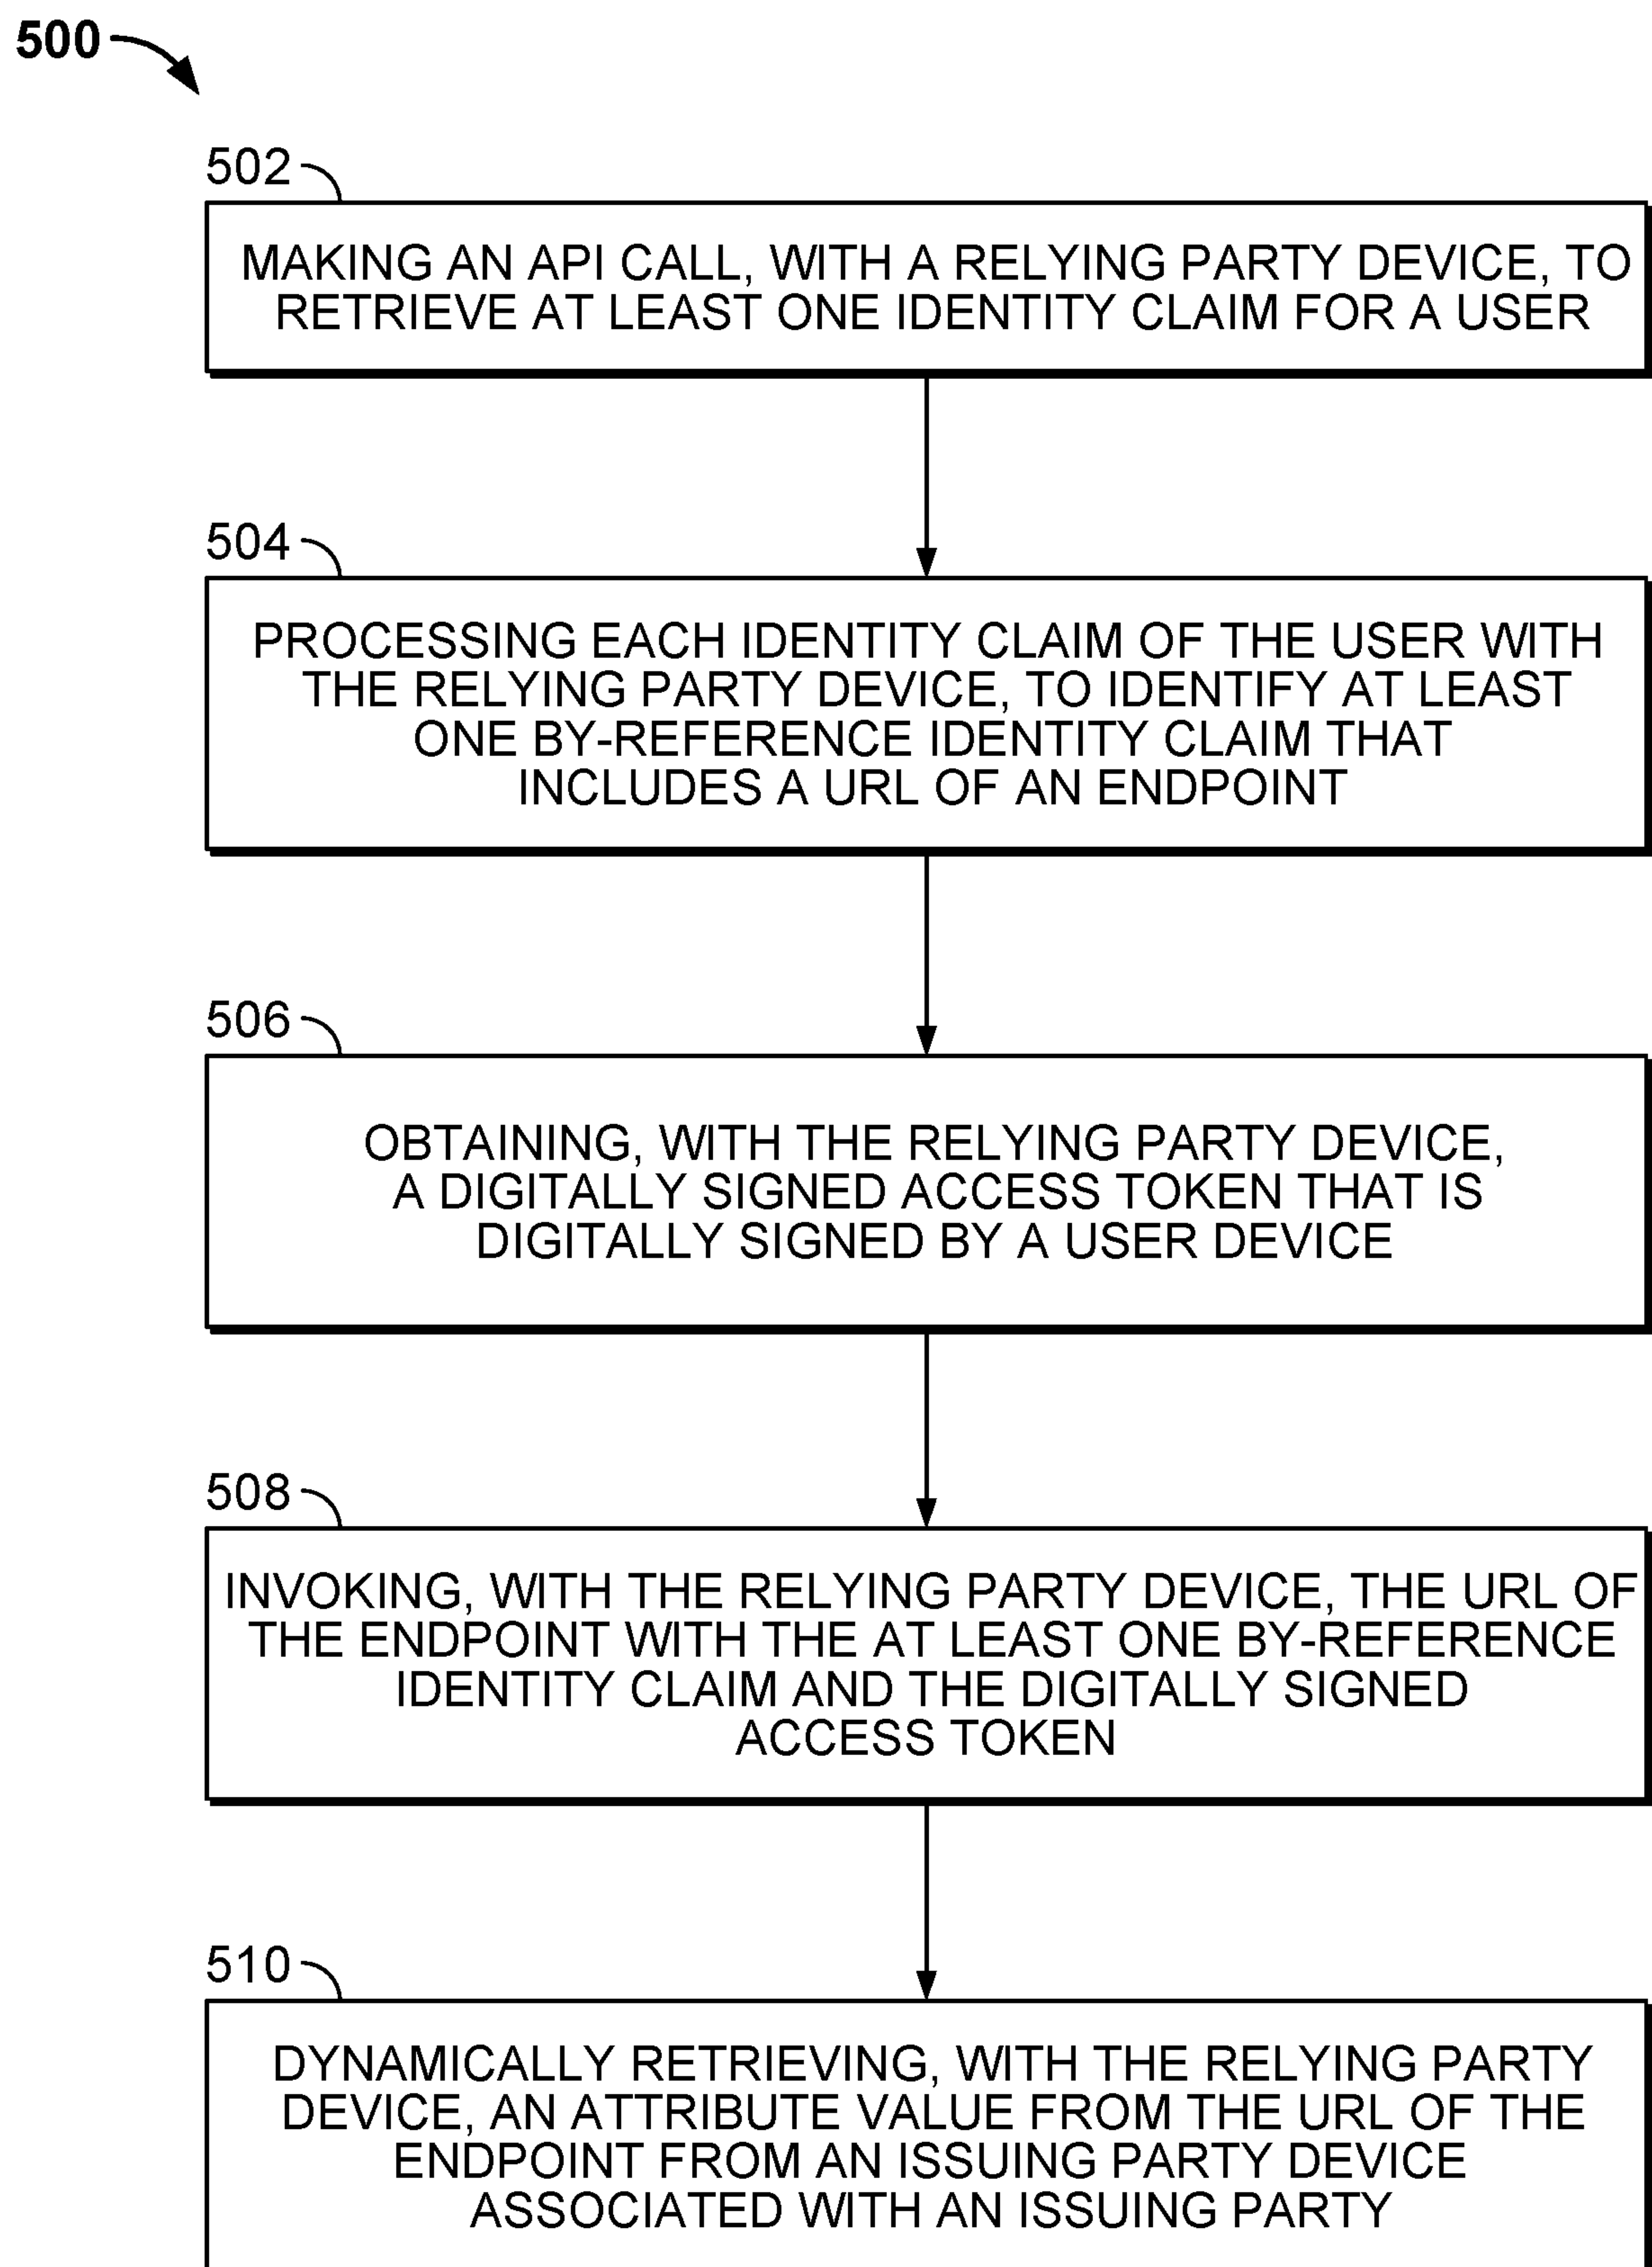 500
502
MAKING AN API CALL, WITH A RELYING PARTY DEVICE, TO
RETRIEVE AT LEAST ONE IDENTITY CLAIM FOR A USER
504
PROCESSING EACH IDENTITY CLAIM OF THE USER WITH
THE RELYING PARTY DEVICE, TO IDENTIFY AT LEAST
ONE BY-REFERENCE IDENTITY CLAIM THAT
INCLUDES A URL OF AN ENDPOINT
506
OBTAINING, WITH THE RELYING PARTY DEVICE,
A DIGITALLY SIGNED ACCESS TOKEN THAT IS
DIGITALLY SIGNED BY A USER DEVICE
508
INVOKING, WITH THE RELYING PARTY DEVICE, THE URL OF
THE ENDPOINT WITH THE AT LEAST ONE BY-REFERENCE
IDENTITY CLAIM AND THE DIGITALLY SIGNED
ACCESS TOKEN
510
DYNAMICALLY RETRIEVING, WITH THE RELYING PARTY
DEVICE, AN ATTRIBUTE VALUE FROM THE URL OF THE
ENDPOINT FROM AN ISSUING PARTY DEVICE
ASSOCIATED WITH AN ISSUING PARTY